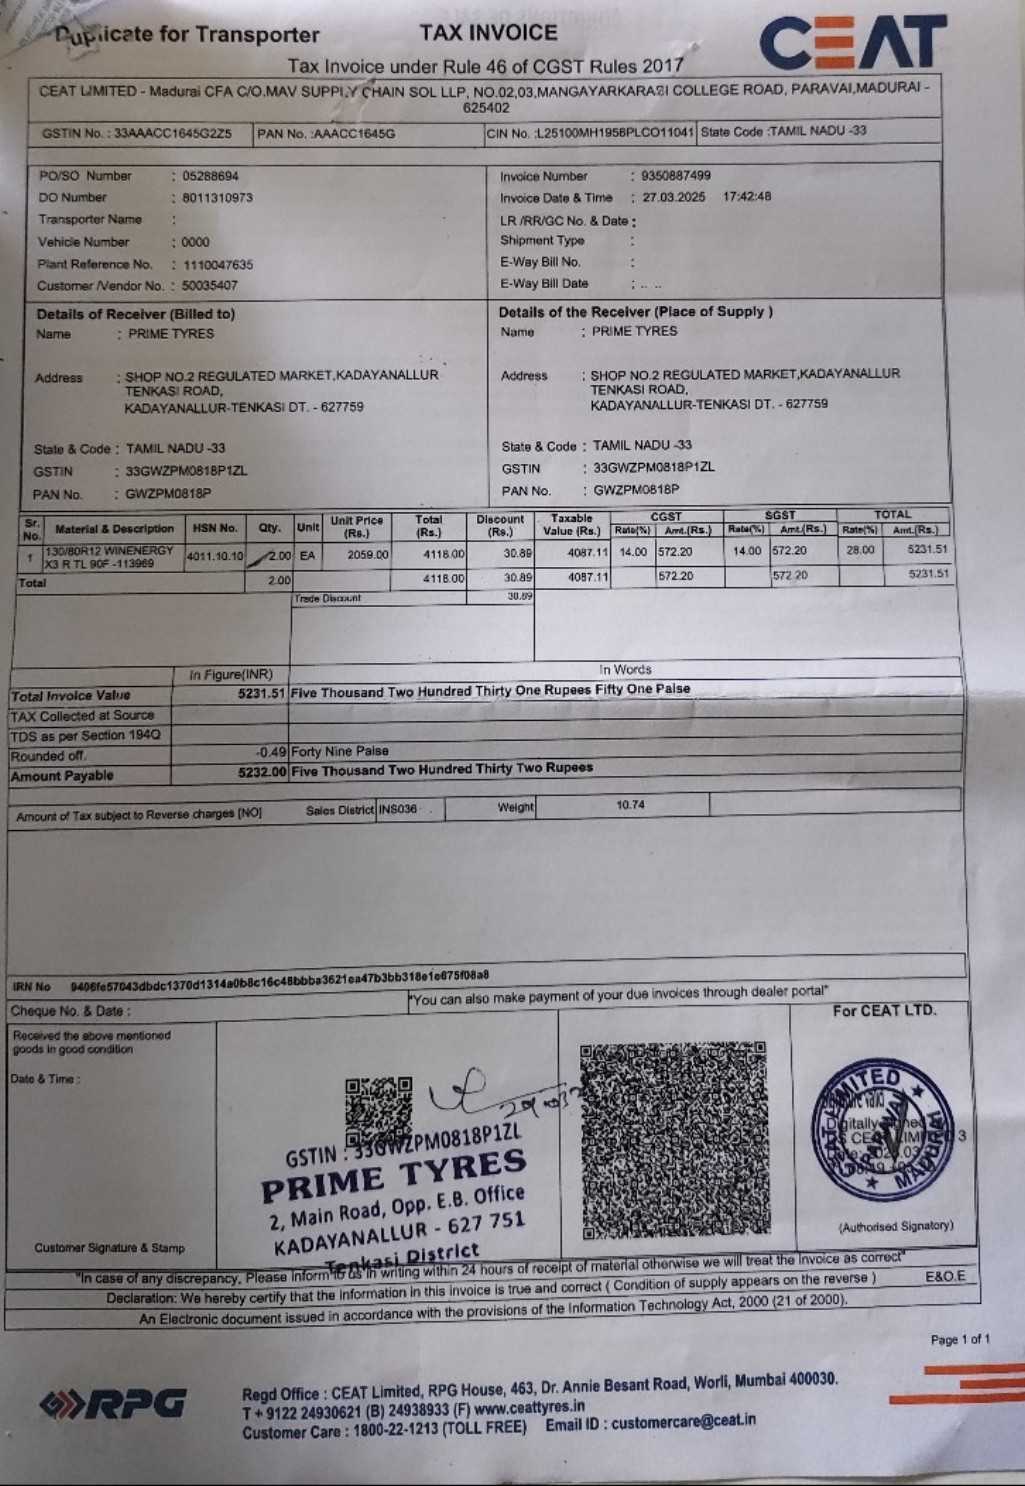 Duplicate for Transporter TAX INVOICE CEAT
Tax Invoice under Rule 46 of CGST Rules 2017
CEAT LIMITED - Madurai CFA C/O.MAV SUPPLY CHAIN SOL LLP, NO.02,03,MANGAYARKARASI COLLEGE ROAD, PARAVAI,MADURAI -
625402
GSTIN No. : 33AAACC1645G2Z5 PAN No. :AAACC1645G CIN No. :L25100MH1958PLCO11041 State Code :TAMIL NADU -33
PO/SO Number : 05288694 Invoice Number : 9350887499
DO Number : 8011310973 Invoice Date & Time : 27.03.2025 17:42:48
Transporter Name : LR /RR/GC No. & Date :
Vehicle Number : 0000 Shipment Type :
Plant Reference No. : 1110047635 E-Way Bill No. :
Customer /Vendor No. : 50035407 E-Way Bill Date : .. ..
Details of Receiver (Billed to) Details of the Receiver (Place of Supply )
Name : PRIME TYRES Name : PRIME TYRES
Address : SHOP NO.2 REGULATED MARKET,KADAYANALLUR Address : SHOP NO.2 REGULATED MARKET,KADAYANALLUR
TENKASI ROAD, TENKASI ROAD,
KADAYANALLUR-TENKASI DT. - 627759 KADAYANALLUR-TENKASI DT. - 627759
State & Code : TAMIL NADU -33 State & Code : TAMIL NADU -33
GSTIN : 33GWZPM0818P1ZL GSTIN : 33GWZPM0818P1ZL
PAN No. : GWZPM0818P PAN No. : GWZPM0818P
Sr. No. Material & Description HSN No. Qty. Unit Unit Price (Rs.) Total (Rs.) Discount (Rs.) Taxable Value (Rs.) CGST SGST TOTAL
Rate(%) Amt.(Rs.) Rate(%) Amt.(Rs.) Rate(%) Amt.(Rs.)
1 130/80R12 WINENERGY 4011.10.10 2.00 EA 2059.00 4118.00 30.89 4087.11 14.00 572.20 14.00 572.20 28.00 5231.51
X3 R TL 90F -113969
Total 2.00 4118.00 30.89 4087.11 572.20 572.20 5231.51
Trade Discount 30.89
In Figure(INR) In Words
Total Invoice Value 5231.51 Five Thousand Two Hundred Thirty One Rupees Fifty One Paise
TAX Collected at Source
TDS as per Section 194Q
Rounded off. -0.49 Forty Nine Paise
Amount Payable 5232.00 Five Thousand Two Hundred Thirty Two Rupees
Amount of Tax subject to Reverse charges [NO] Sales District INS036 Weight 10.74
IRN No 9406fe57043dbdc1370d1314a0b8c16c48bbba3621ea47b3bb318e1e675f08a8
Cheque No. & Date : "You can also make payment of your due invoices through dealer portal" For CEAT LTD.
Received the above mentioned
goods in good condition
Date & Time :
GSTIN : 33GWZPM0818P1ZL
PRIME TYRES
2, Main Road, Opp. E.B. Office
KADAYANALLUR - 627 751
Tenkasi District
CEAT LIMITED
PARAVAI
MADURAI
Customer Signature & Stamp (Authorised Signatory)
"In case of any discrepancy, Please inform to us in writing within 24 hours of receipt of material otherwise we will treat the invoice as correct"
Declaration: We hereby certify that the information in this invoice is true and correct ( Condition of supply appears on the reverse ) E&O.E
An Electronic document issued in accordance with the provisions of the Information Technology Act, 2000 (21 of 2000).
Page 1 of 1
RPG
Regd Office : CEAT Limited, RPG House, 463, Dr. Annie Besant Road, Worli, Mumbai 400030.
T + 9122 24930621 (B) 24938933 (F) www.ceattyres.in
Customer Care : 1800-22-1213 (TOLL FREE) Email ID : customercare@ceat.in